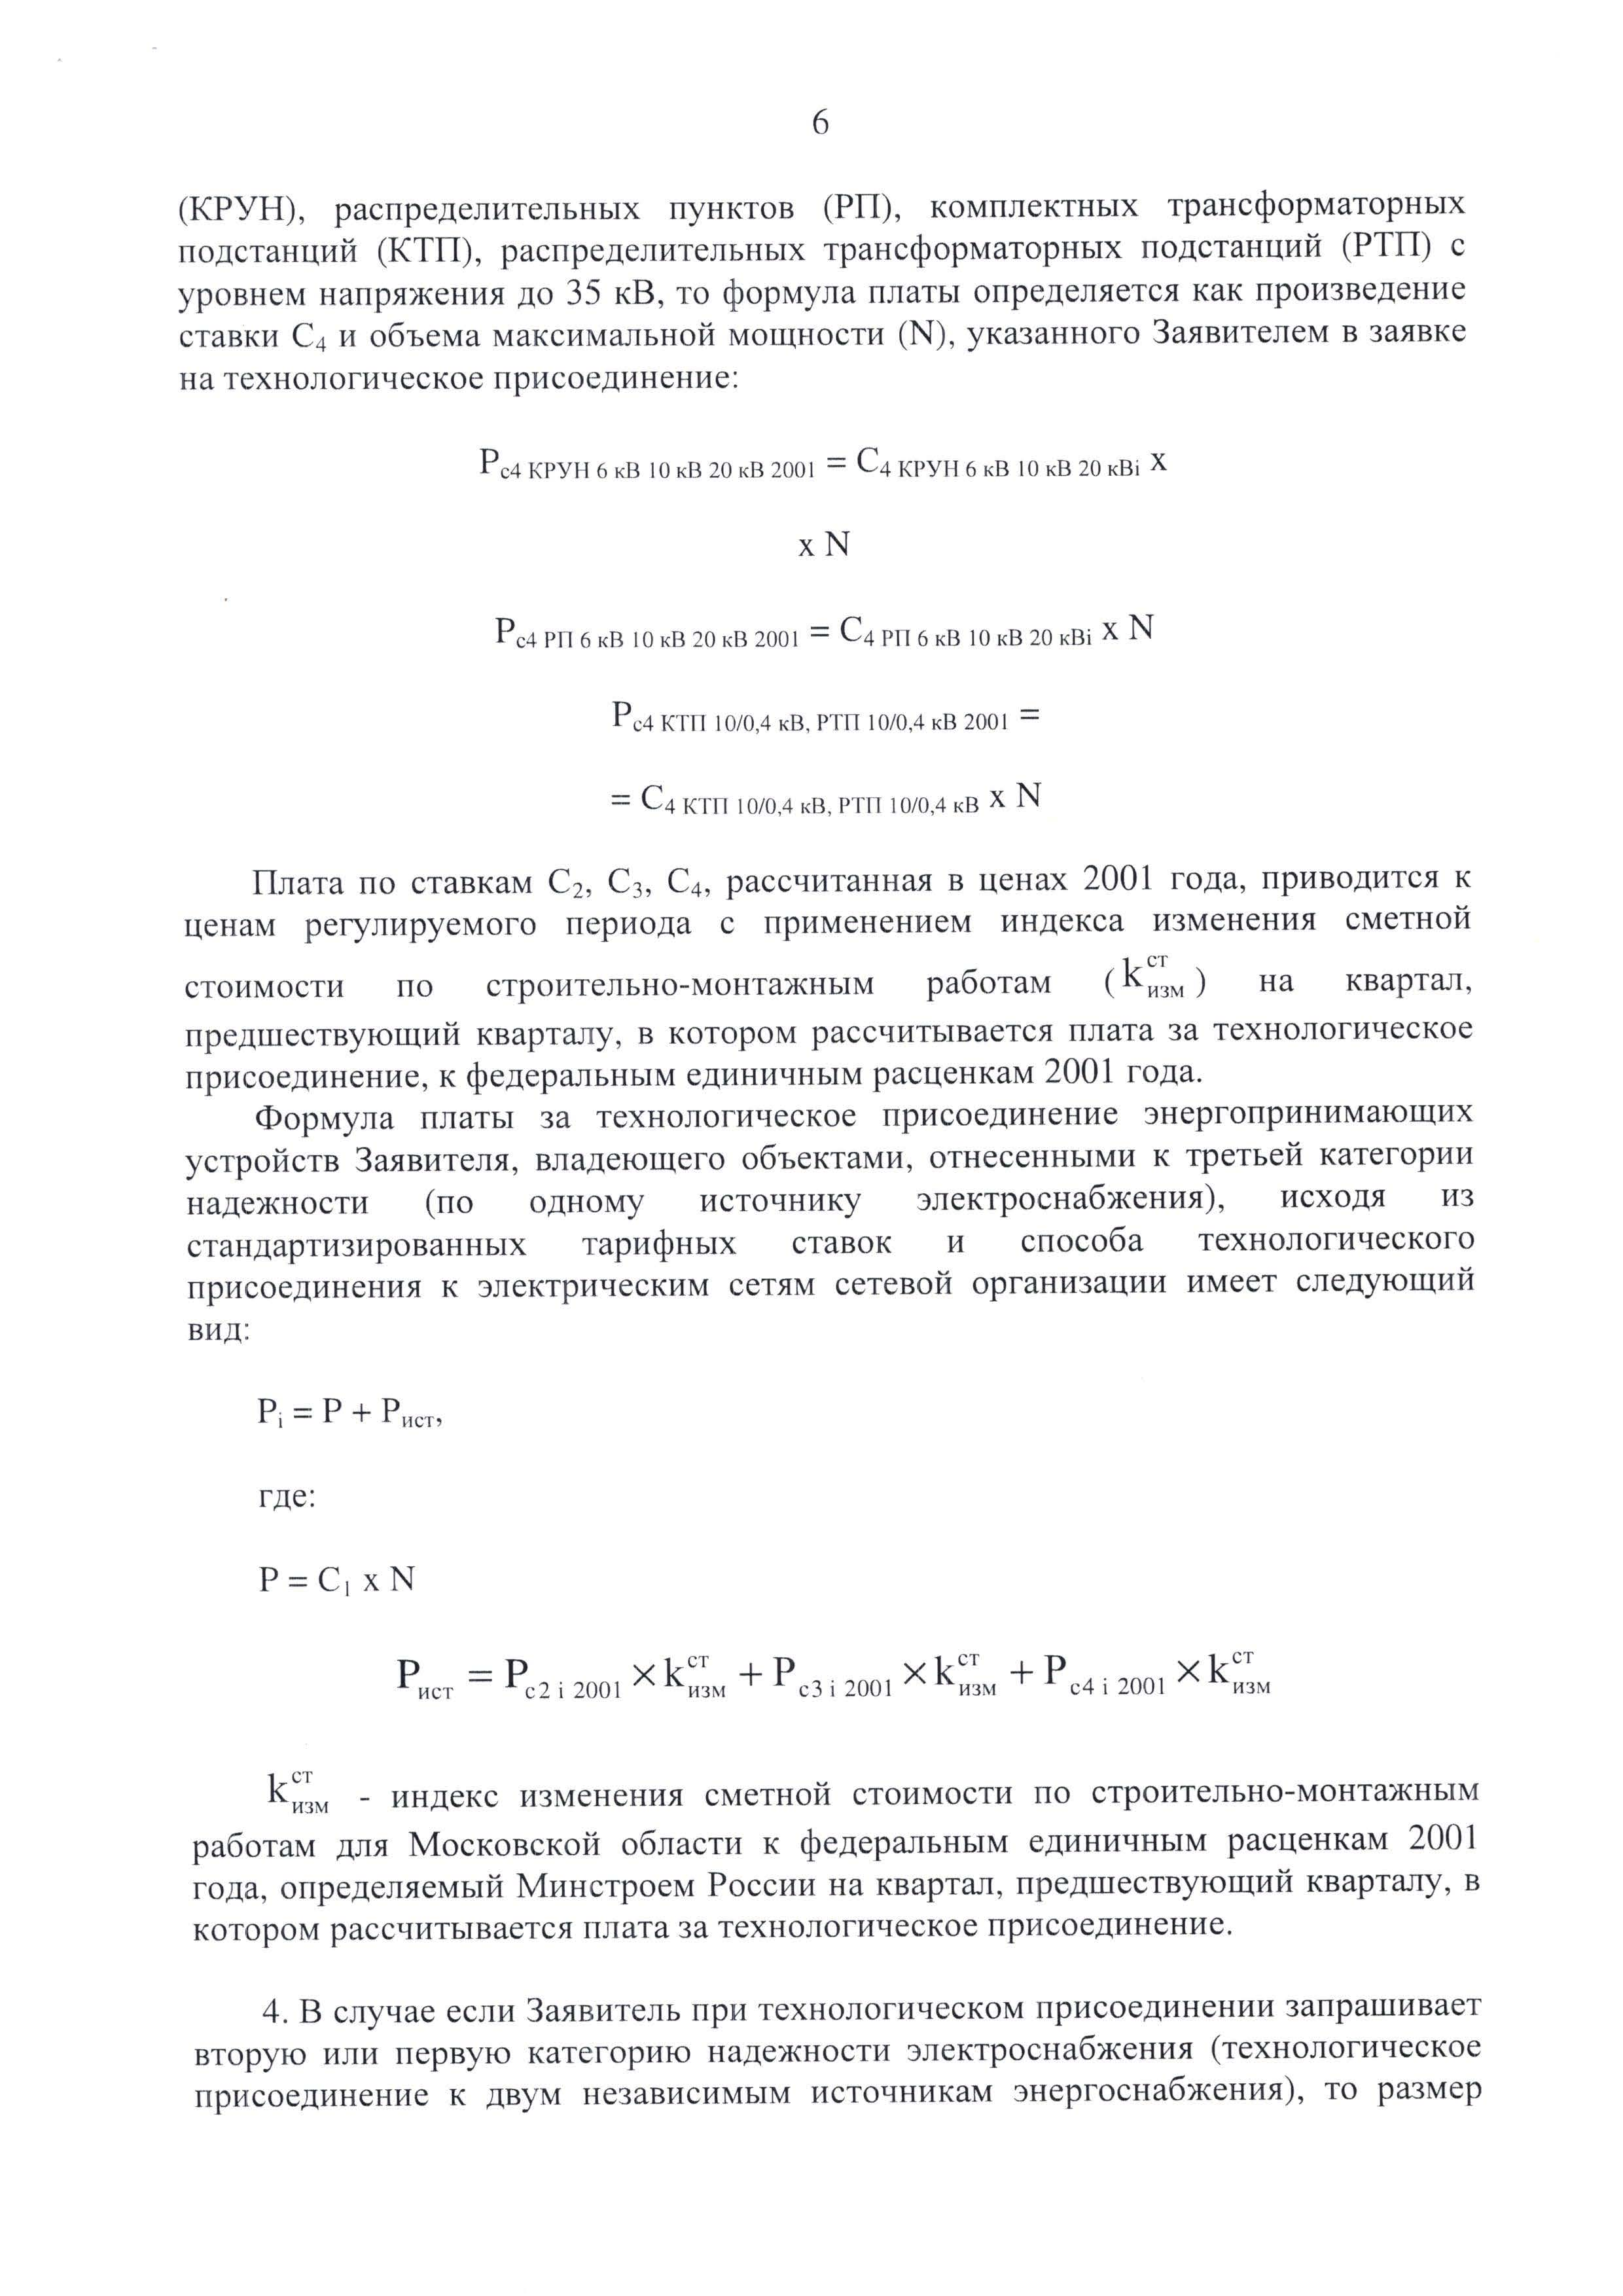 6
(КРУН), распределительных пунктов (РП), комплектных трансформаторных
подстанций (КТП), распределительных трансформаторных подстанций (РТП) с
уровнем напряжения до 35 кВ, то формула платы определяется как произведение
ставки С4 и объема максимальной мощности (N), указанного Заявителем в заявке
на технологическое присоединение:
Рс4 КРУН 6 кВ 10 кВ 20 кВ 2001 = С4 КРУН 6 кВ 10 кВ 20 кВi х
х N
Рс4 РП 6 кВ 10 кВ 20 кВ 2001 = С4 РП 6 кВ 10 кВ 20 кВi х N
Рс4 КТП 10/0,4 кВ, РТП 10/0,4 кВ 2001 =
= С4 КТП 10/0,4 кВ, РТП 10/0,4 кВ х N
Плата по ставкам С2, С3, С4, рассчитанная в ценах 2001 года, приводится к
ценам регулируемого периода с применением индекса изменения сметной
стоимости по строительно-монтажным работам (k ст изм) на квартал,
предшествующий кварталу, в котором рассчитывается плата за технологическое
присоединение, к федеральным единичным расценкам 2001 года.
Формула платы за технологическое присоединение энергопринимающих
устройств Заявителя, владеющего объектами, отнесенными к третьей категории
надежности (по одному источнику электроснабжения), исходя из
стандартизированных тарифных ставок и способа технологического
присоединения к электрическим сетям сетевой организации имеет следующий
вид:
Рi = Р + Рист,
где:
Р = С1 х N
Рист = Рс2 i 2001 × k ст изм + Рс3 i 2001 × k ст изм + Рс4 i 2001 × k ст изм
k ст изм - индекс изменения сметной стоимости по строительно-монтажным
работам для Московской области к федеральным единичным расценкам 2001
года, определяемый Минстроем России на квартал, предшествующий кварталу, в
котором рассчитывается плата за технологическое присоединение.
4. В случае если Заявитель при технологическом присоединении запрашивает
вторую или первую категорию надежности электроснабжения (технологическое
присоединение к двум независимым источникам энергоснабжения), то размер